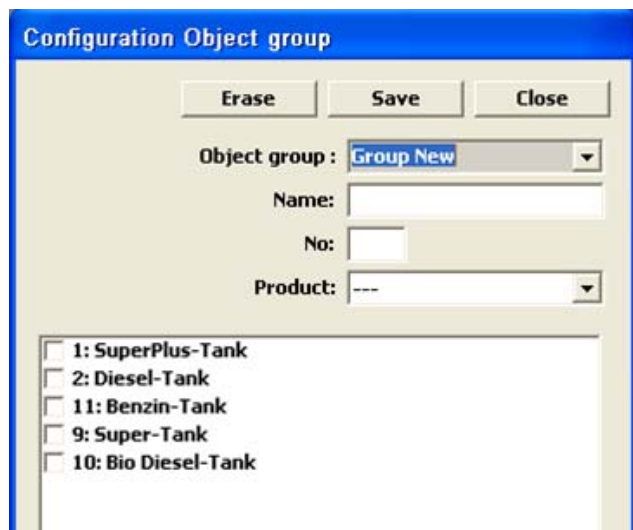 Configuration Object group
Erase Save Close
Object group : Group New
Name:
No:
Product: ---
1: SuperPlus-Tank
2: Diesel-Tank
11: Benzin-Tank
9: Super-Tank
10: Bio Diesel-Tank